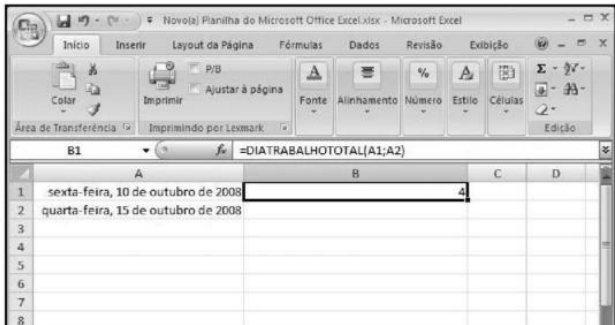 Novo(a) Planilha do Microsoft Office Excel.xlsx - Microsoft Excel
Início Inserir Layout da Página Fórmulas Dados Revisão Exibição
P/B
Ajustar à página
Colar Imprimir Fonte Alinhamento Número Estilo Células
Área de Transferência Imprimindo por Lexmark Edição
B1 fx =DIATRABALHOTOTAL(A1;A2)
A B C D
1 sexta-feira, 10 de outubro de 2008 4
2 quarta-feira, 15 de outubro de 2008
3
4
5
6
7
8